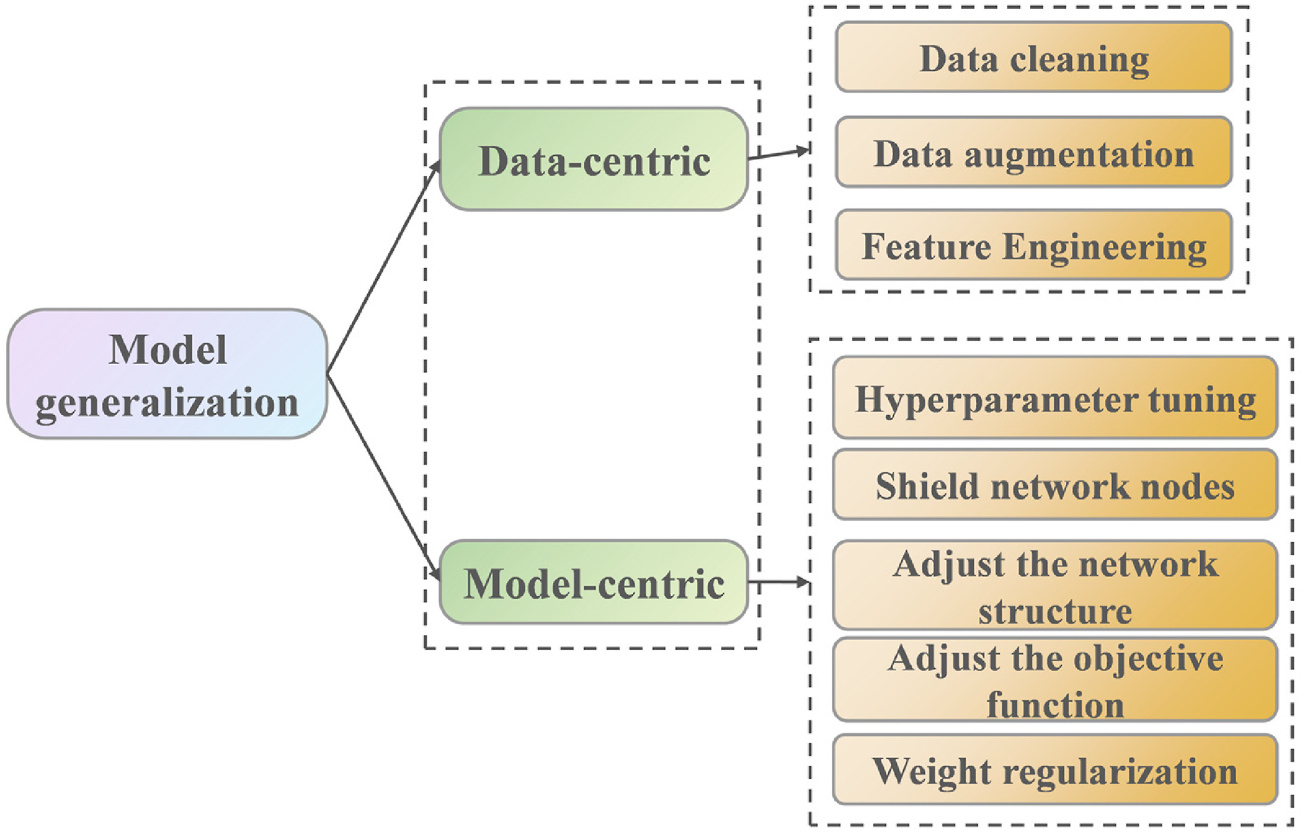 Model
generalization
Data-centric
Model-centric
Data cleaning
Data augmentation
Feature Engineering
Hyperparameter tuning
Shield network nodes
Adjust the network
structure
Adjust the objective
function
Weight regularization